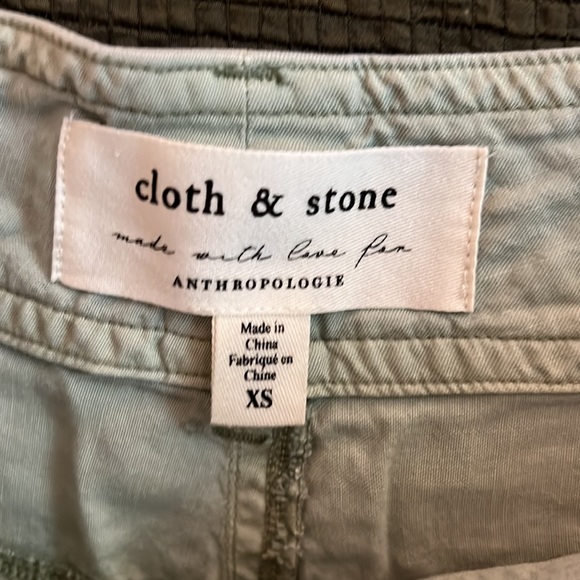 cloth & stone
made with love for
ANTHROPOLOGIE
Made in
China
Fabriqué en
Chine
XS